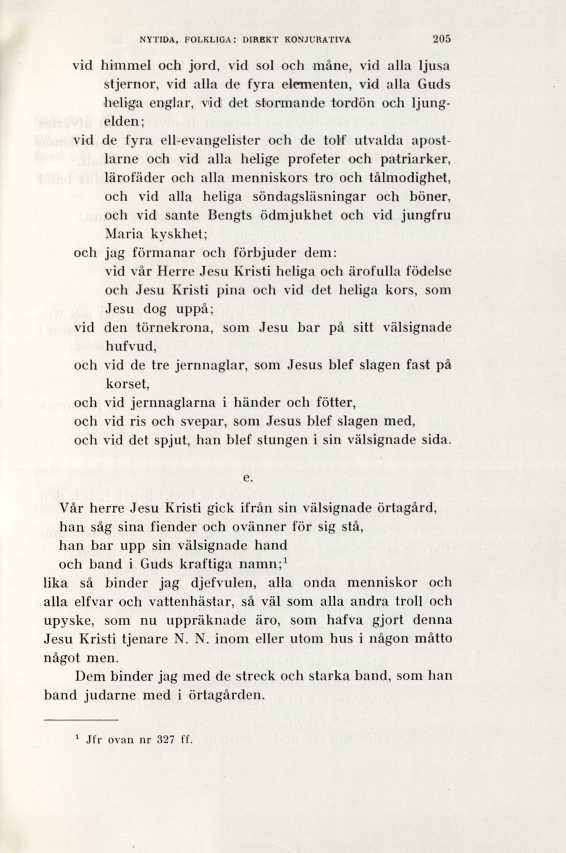 NYTIDA, FOLKLIGA: DIREKT KONJURATIVA 205
vid himmel och jord, vid sol och måne, vid alla ljusa
stjernor, vid alla de fyra elementen, vid alla Guds
heliga englar, vid det stormande tordön och ljung-
elden;
vid de fyra ell-evangelister och de tolf utvalda apost-
larne och vid alla helige profeter och patriarker,
lärofäder och alla menniskors tro och tålmodighet,
och vid alla heliga söndagsläsningar och böner,
och vid sante Bengts ödmjukhet och vid jungfru
Maria kyskhet;
och jag förmanar och förbjuder dem:
vid vår Herre Jesu Kristi heliga och ärofulla födelse
och Jesu Kristi pina och vid det heliga kors, som
Jesu dog uppå;
vid den törnekrona, som Jesu bar på sitt välsignade
hufvud,
och vid de tre jernnaglar, som Jesus blef slagen fast på
korset,
och vid jernnaglarna i händer och fötter,
och vid ris och svepar, som Jesus blef slagen med,
och vid det spjut, han blef stungen i sin välsignade sida.
e.
Vår herre Jesu Kristi gick ifrån sin välsignade örtagård,
han såg sina fiender och ovänner för sig stå,
han bar upp sin välsignade hand
och band i Guds kraftiga namn;¹
lika så binder jag djefvulen, alla onda menniskor och
alla elfvar och vattenhästar, så väl som alla andra troll och
upyske, som nu uppräknade äro, som hafva gjort denna
Jesu Kristi tjenare N. N. inom eller utom hus i någon måtto
något men.
Dem binder jag med de streck och starka band, som han
band judarne med i örtagården.
¹ Jfr ovan nr 327 ff.